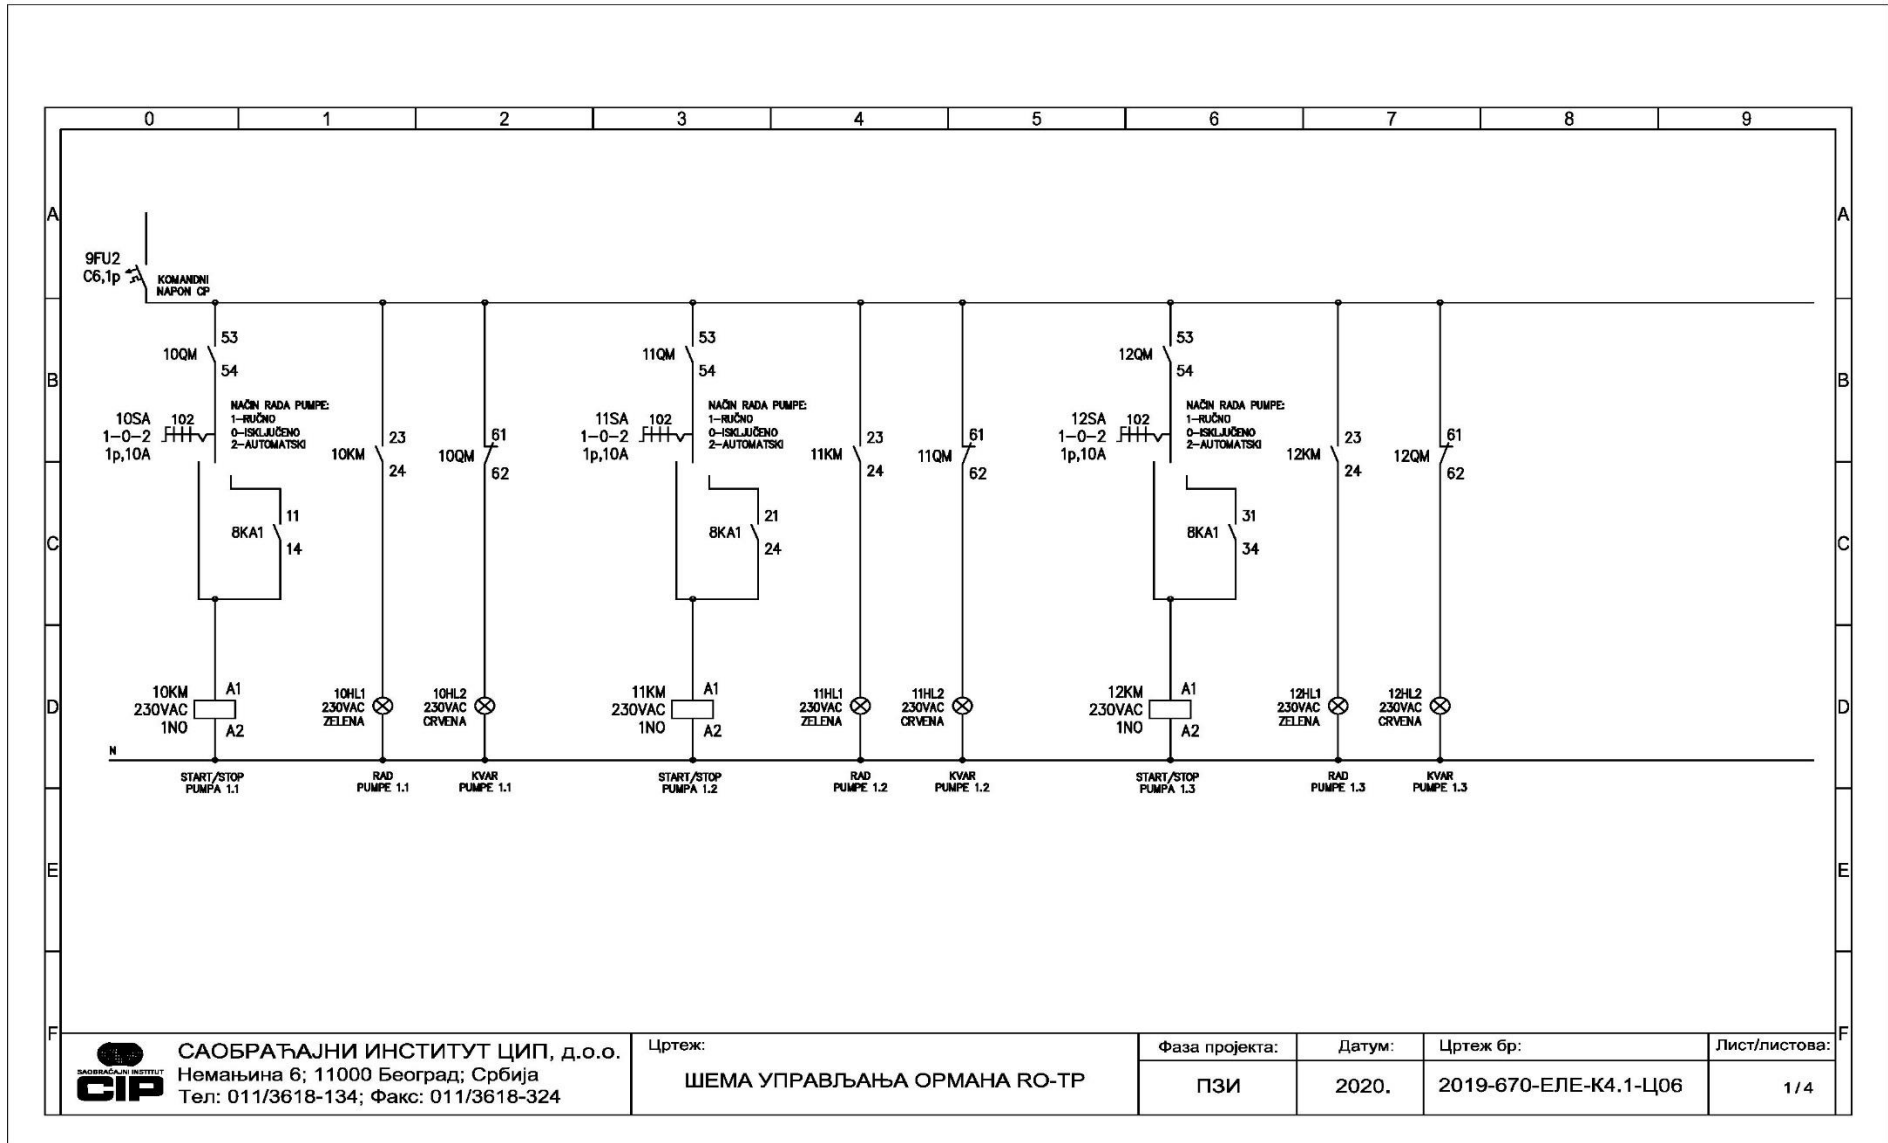 0 1 2 3 4 5 6 7 8 9
A A
9FU2
C6,1p
KOMANDNI
NAPON CP
B B
10QM 53
54
10SA
1-0-2
1p,10A
102
NAČIN RADA PUMPE:
1-RUČNO
0-ISKLJUČENO
2-AUTOMATSKI
10KM 23
24
10QM 61
62
11QM 53
54
11SA
1-0-2
1p,10A
102
NAČIN RADA PUMPE:
1-RUČNO
0-ISKLJUČENO
2-AUTOMATSKI
11KM 23
24
11QM 61
62
12QM 53
54
12SA
1-0-2
1p,10A
102
NAČIN RADA PUMPE:
1-RUČNO
0-ISKLJUČENO
2-AUTOMATSKI
12KM 23
24
12QM 61
62
C C
8KA1 11
14
8KA1 21
24
8KA1 31
34
D D
10KM A1
230VAC
1NO A2
10HL1
230VAC
ZELENA
10HL2
230VAC
CRVENA
11KM A1
230VAC
1NO A2
11HL1
230VAC
ZELENA
11HL2
230VAC
CRVENA
12KM A1
230VAC
1NO A2
12HL1
230VAC
ZELENA
12HL2
230VAC
CRVENA
N
START/STOP
PUMPA 1.1
RAD
PUMPE 1.1
KVAR
PUMPE 1.1
START/STOP
PUMPA 1.2
RAD
PUMPE 1.2
KVAR
PUMPE 1.2
START/STOP
PUMPA 1.3
RAD
PUMPE 1.3
KVAR
PUMPE 1.3
E E
F F
SAOBRAĆAJNI INSTITUT
CIP
САОБРАЋАЈНИ ИНСТИТУТ ЦИП, д.о.о.
Немањина 6; 11000 Београд; Србија
Тел: 011/3618-134; Факс: 011/3618-324
Цртеж:
ШЕМА УПРАВЉАЊА ОРМАНА RO-TP
Фаза пројекта:
ПЗИ
Датум:
2020.
Цртеж бр:
2019-670-ЕЛЕ-К4.1-Ц06
Лист/листова:
1/4